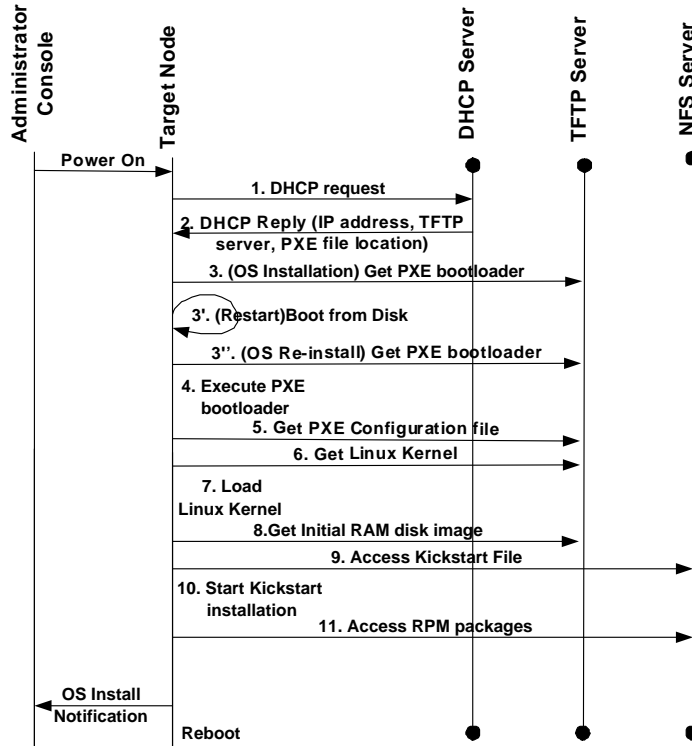 Administrator
Console
Target Node
DHCP Server
TFTP Server
NFS Server
Power On
1. DHCP request
2. DHCP Reply (IP address, TFTP
server, PXE file location)
3. (OS Installation) Get PXE bootloader
3'. (Restart)Boot from Disk
3''. (OS Re-install) Get PXE bootloader
4. Execute PXE
bootloader
5. Get PXE Configuration file
6. Get Linux Kernel
7. Load
Linux Kernel
8.Get Initial RAM disk image
9. Access Kickstart File
10. Start Kickstart
installation
11. Access RPM packages
OS Install
Notification
Reboot